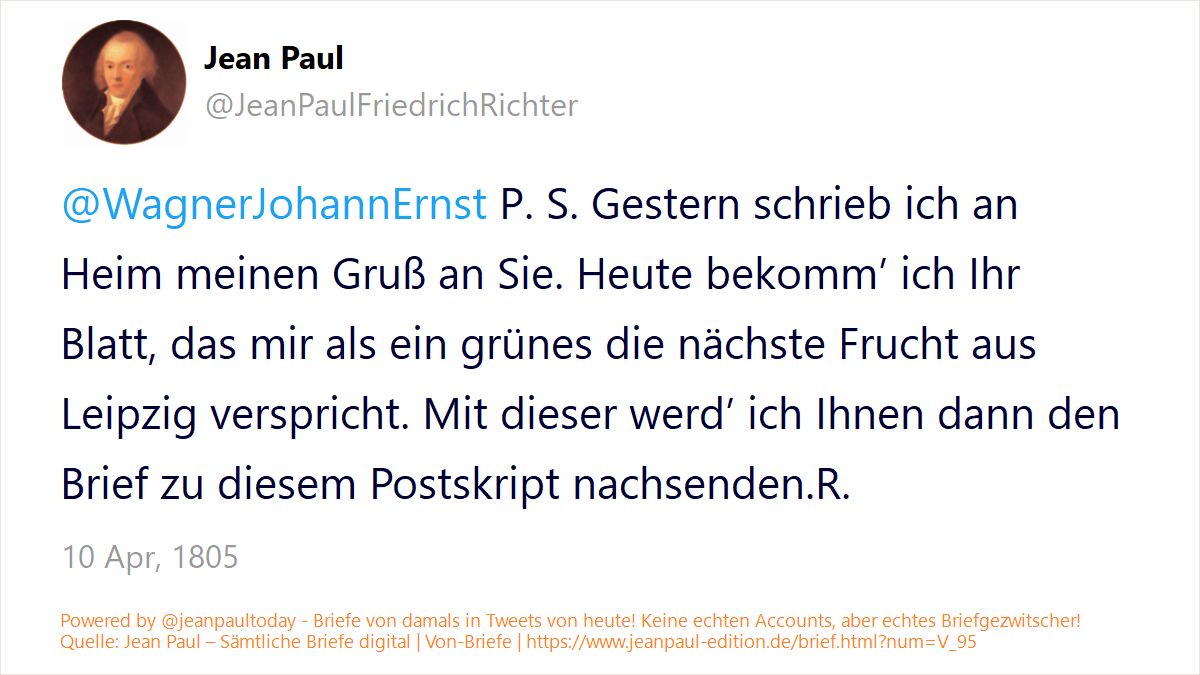 Jean Paul
@JeanPaulFriedrichRichter
@WagnerJohannErnst P. S. Gestern schrieb ich an
Heim meinen Gruß an Sie. Heute bekomm’ ich Ihr
Blatt, das mir als ein grünes die nächste Frucht aus
Leipzig verspricht. Mit dieser werd’ ich Ihnen dann den
Brief zu diesem Postskript nachsenden.R.
10 Apr, 1805
Powered by @jeanpaultoday - Briefe von damals in Tweets von heute! Keine echten Accounts, aber echtes Briefgezwitscher!
Quelle: Jean Paul – Sämtliche Briefe digital | Von-Briefe | https://www.jeanpaul-edition.de/brief.html?num=V_95